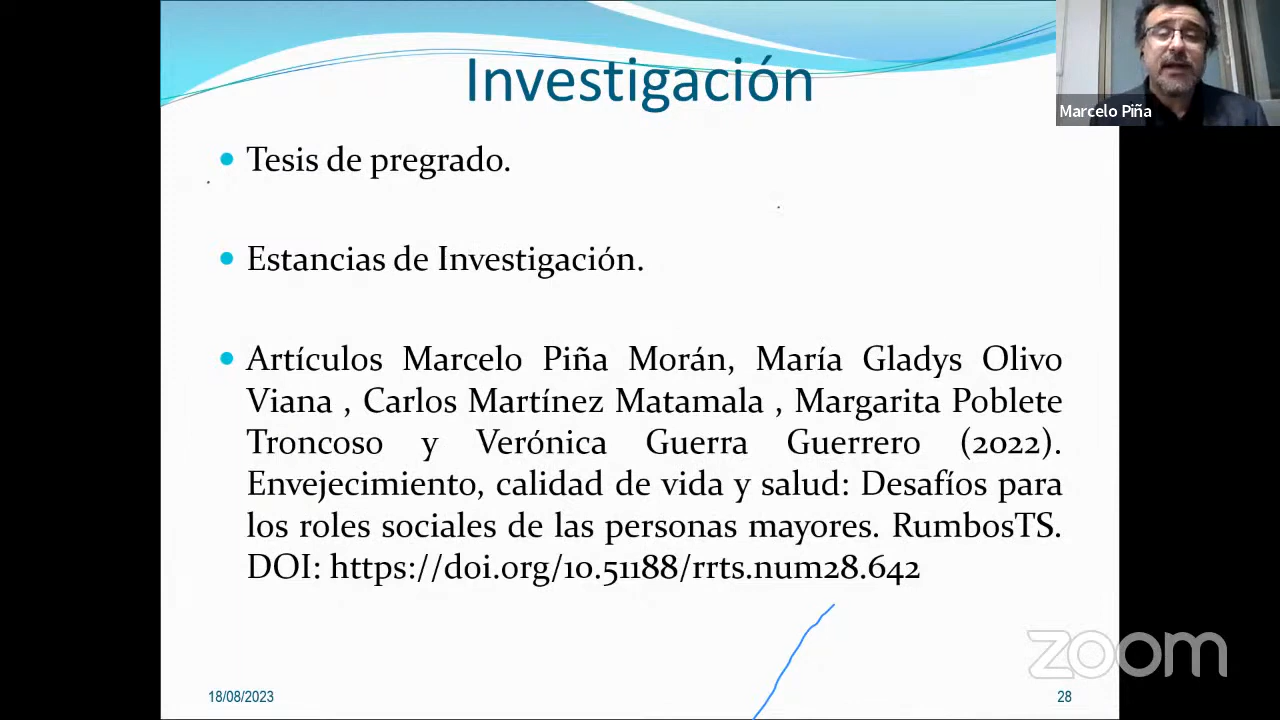 Investigación
Marcelo Piña
• Tesis de pregrado.
• Estancias de Investigación.
• Artículos Marcelo Piña Morán, María Gladys Olivo
Viana , Carlos Martínez Matamala , Margarita Poblete
Troncoso y Verónica Guerra Guerrero (2022).
Envejecimiento, calidad de vida y salud: Desafíos para
los roles sociales de las personas mayores. RumbosTS.
DOI: https://doi.org/10.51188/rrts.num28.642
zoom
18/08/2023
28